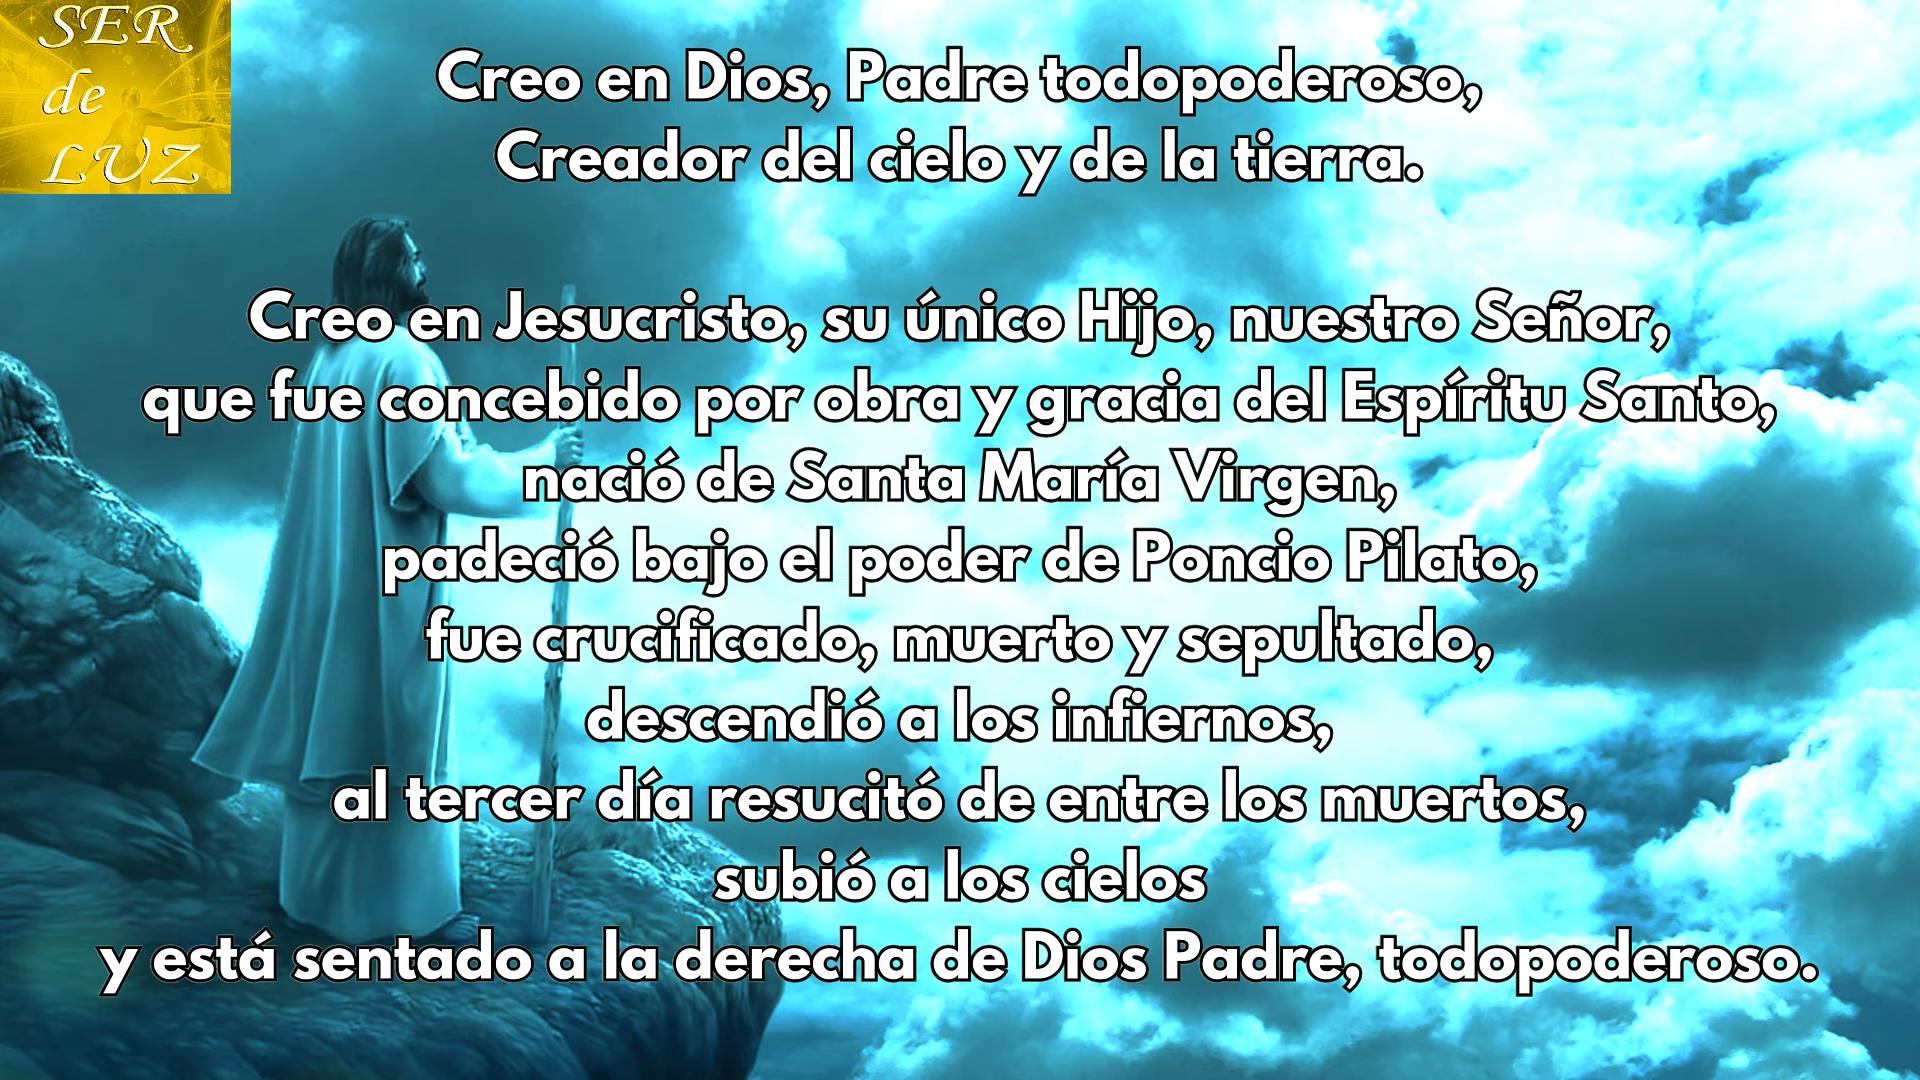 SER
de
LUZ
Creo en Dios, Padre todopoderoso,
Creador del cielo y de la tierra.
Creo en Jesucristo, su único Hijo, nuestro Señor,
que fue concebido por obra y gracia del Espíritu Santo,
nació de Santa María Virgen,
padeció bajo el poder de Poncio Pilato,
fue crucificado, muerto y sepultado,
descendió a los infiernos,
al tercer día resucitó de entre los muertos,
subió a los cielos
y está sentado a la derecha de Dios Padre, todopoderoso.